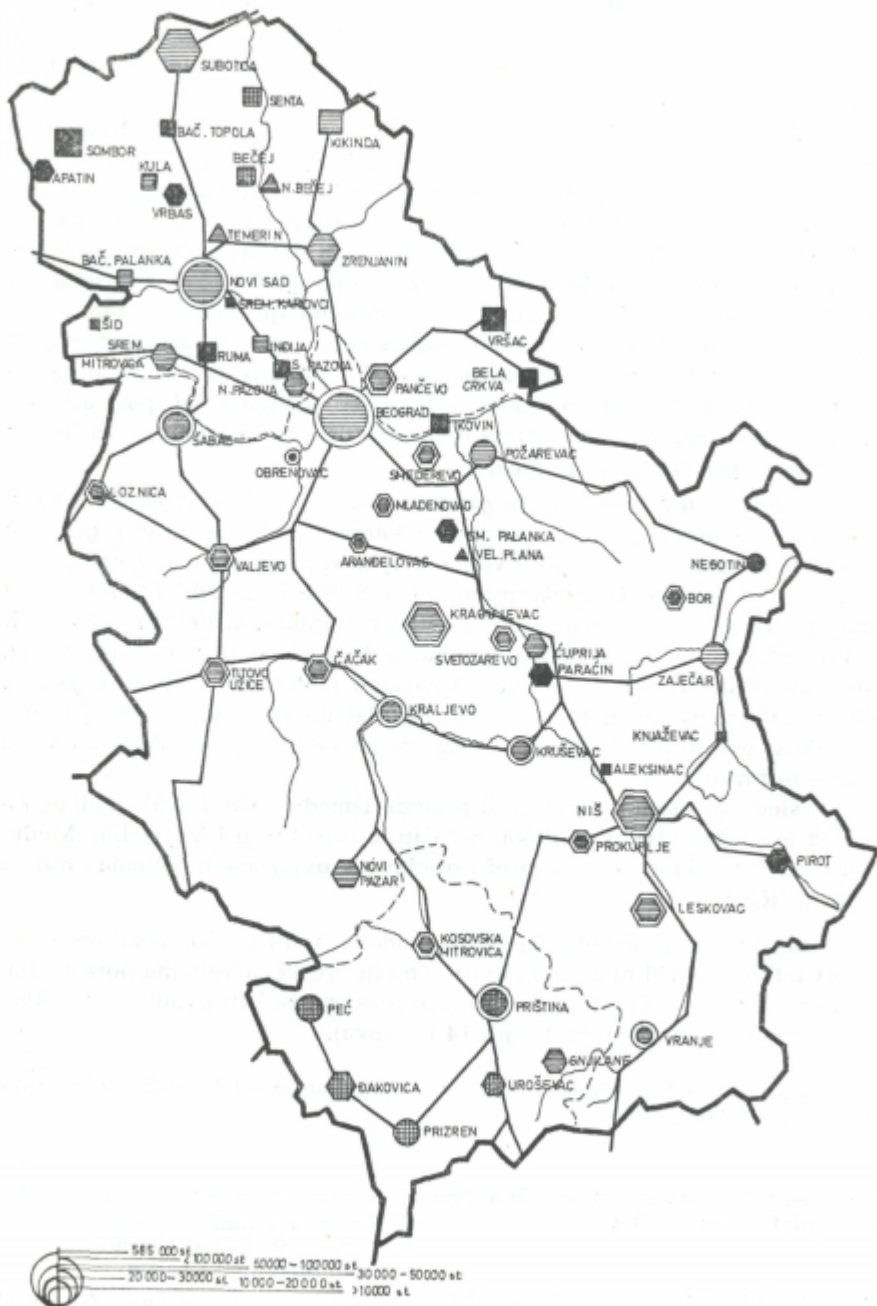 SUBOTICA
SENTA
BAČ. TOPOLA
KIKINDA
SOMBOR
BEČEJ
APATIN
KULA
N. BEČEJ
VRBAS
TEMERIN
ZRENJANIN
BAČ. PALANKA
NOVI SAD
SREM. KARLOVCI
ŠID
VRŠAC
SREM.
MITROVICA
RUMA
INĐIJA
S. PAZOVA
N. PAZOVA
PANČEVO
BELA
CRKVA
BEOGRAD
KOVIN
ŠABAC
POŽAREVAC
OBRENOVAC
SMEDEREVO
LOZNICA
MLADENOVAC
SM. PALANKA
VEL. PLANA
VALJEVO
ARANĐELOVAC
NEGOTIN
BOR
KRAGUJEVAC
SVETOZAREVO
ĆUPRIJA
PARAĆIN
ZAJEČAR
TITOVO
UŽICE
ČAČAK
KRALJEVO
KRUŠEVAC
KNJAŽEVAC
ALEKSINAC
NIŠ
PROKUPLJE
PIROT
NOVI
PAZAR
LESKOVAC
KOSOVSKA
MITROVICA
PEĆ
PRIŠTINA
VRANJE
GNJILANE
ĐAKOVICA
UROŠEVAC
PRIZREN
585 000 st
<100 000 st
50000-100000 st
30 000-50000 st
20 000-30000 st
10 000-20 000 st
>10000 st